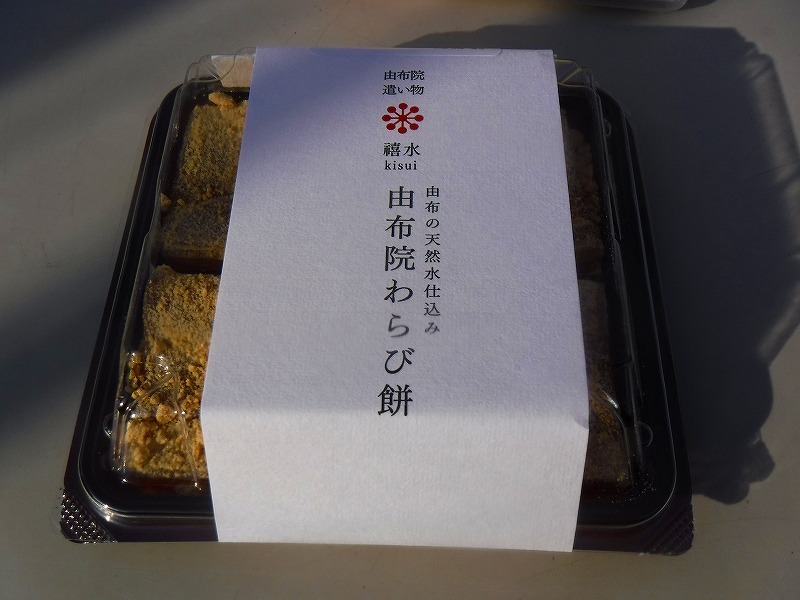 由布院
遣い物
禧水
kisui
由布の天然水仕込み
由布院わらび餅